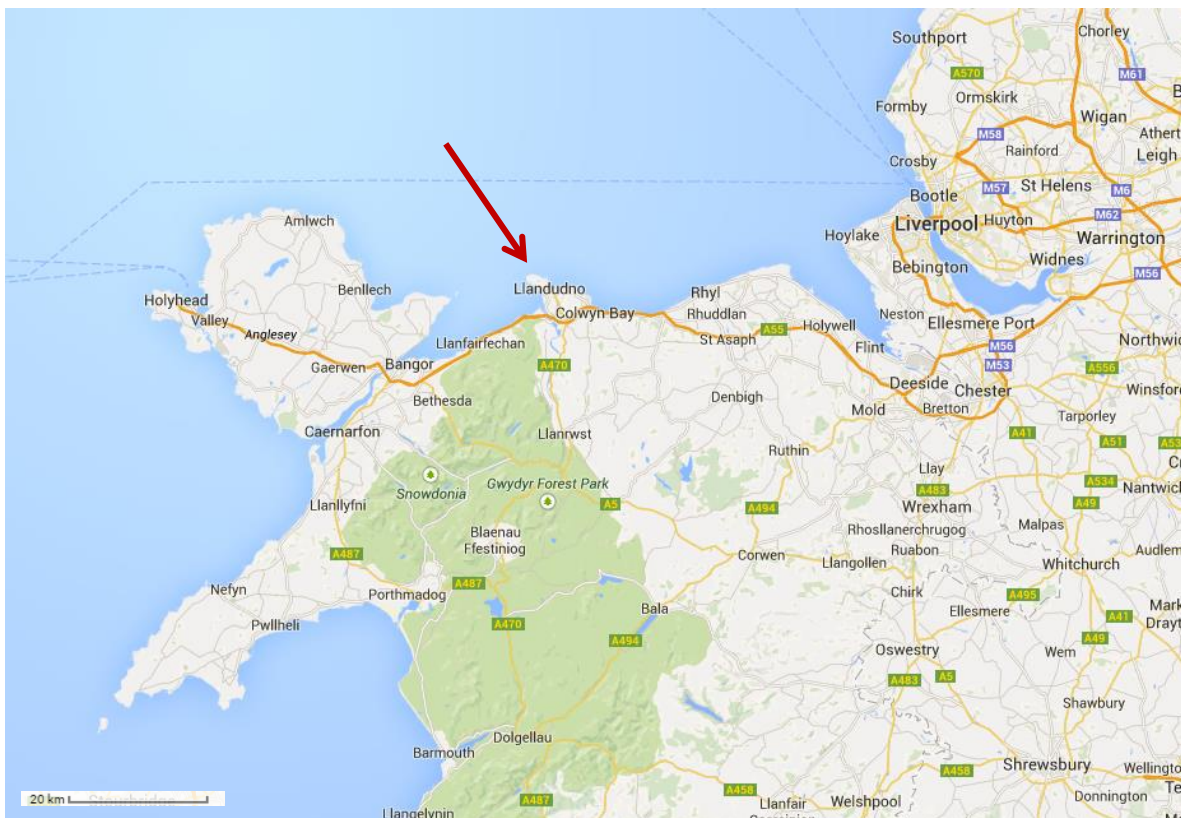 Southport
Chorley
M61
A570
Ormskirk
Formby
Wigan
M58
Rainford
Crosby
Leigh
M57
St Helens
M6
Bootle
Liverpool
Huyton
M62
Hoylake
Warrington
Amlwch
Bebington
Widnes
M56
Llandudno
Benllech
Rhyl
Holyhead
Colwyn Bay
Rhuddlan
Neston
Ellesmere Port
Valley
Anglesey
A55
Holywell
St Asaph
Llanfairfechan
Flint
M56
Gaerwen
Bangor
A470
M53
A556
Deeside
Chester
Winsford
Bethesda
Denbigh
Mold
Bretton
Tarporley
Caernarfon
Llanrwst
A41
A51
Ruthin
Llay
Snowdonia
Gwydyr Forest Park
A483
A534
Nantwich
Llanllyfni
A5
A494
Wrexham
A49
Blaenau
Ffestiniog
Rhosllanerchrugog
Malpas
A487
Corwen
Ruabon
Llangollen
Whitchurch
Nefyn
A487
Chirk
A495
Porthmadog
Bala
Ellesmere
Pwllheli
A470
A41
A494
A49
Oswestry
Wem
A483
A5
Shawbury
Dolgellau
Barmouth
Shrewsbury
A458
Wellington
20 km
A487
A458
Llanfair
Welshpool
Donnington
Llangelynin